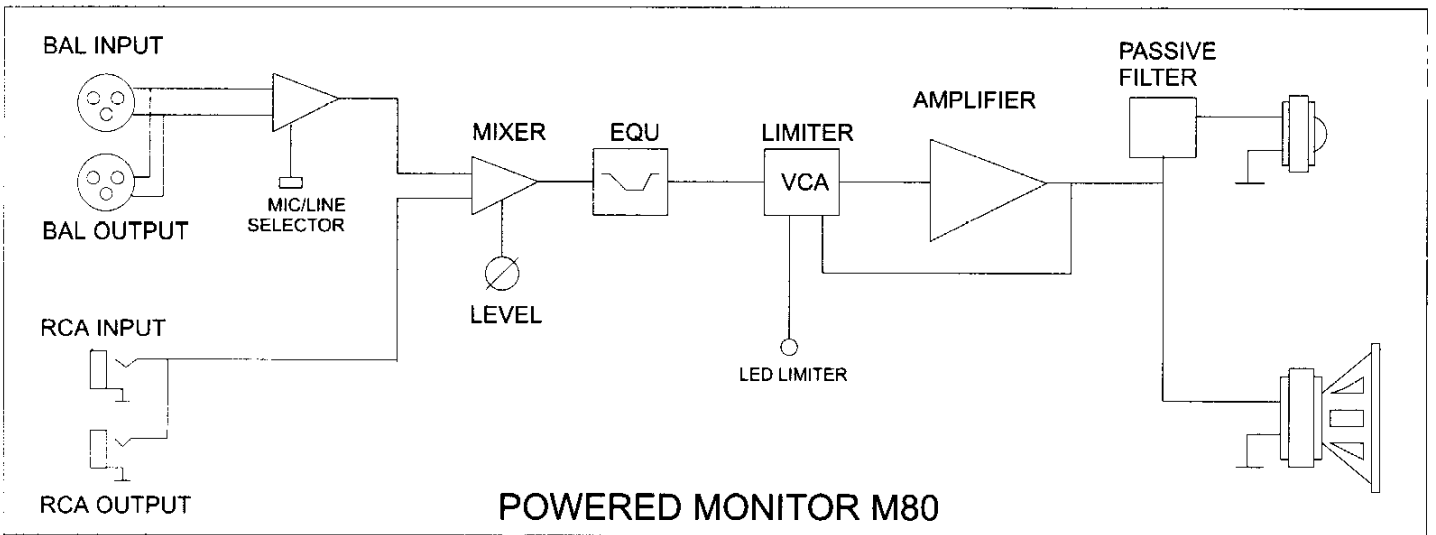 BAL INPUT
BAL OUTPUT
MIC/LINE
SELECTOR
RCA INPUT
RCA OUTPUT
MIXER
LEVEL
EQU
LIMITER
VCA
LED LIMITER
AMPLIFIER
PASSIVE
FILTER
POWERED MONITOR M80